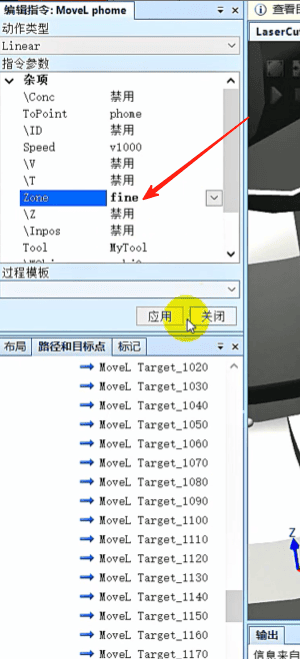 编辑指令: MoveL phome
动作类型
Linear
指令参数
杂项
\Conc 禁用
ToPoint phome
\ID 禁用
Speed v1000
\V 禁用
\T 禁用
Zone fine
\Z 禁用
\Inpos 禁用
Tool MyTool
过程模板
应用 关闭
布局 路径和目标点 标记
MoveL Target_1020
MoveL Target_1030
MoveL Target_1040
MoveL Target_1050
MoveL Target_1060
MoveL Target_1070
MoveL Target_1080
MoveL Target_1090
MoveL Target_1100
MoveL Target_1110
MoveL Target_1120
MoveL Target_1130
MoveL Target_1140
MoveL Target_1150
MoveL Target_1160
MoveL Target_1170
查看
LaserCu
Z
输出
信息来自